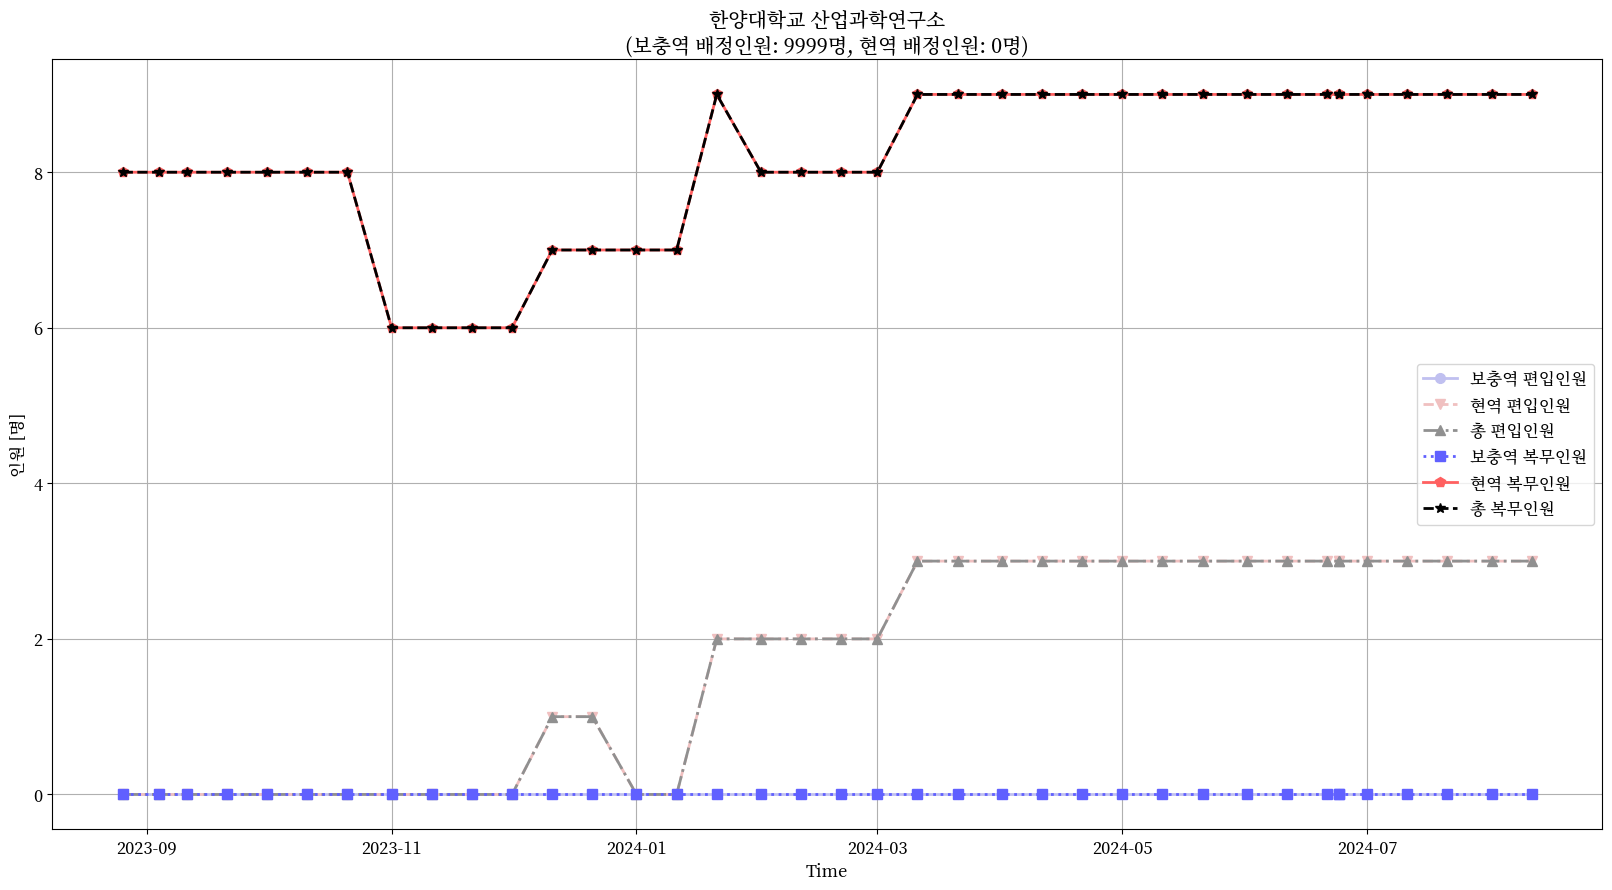 한양대학교 산업과학연구소
(보충역 배정인원: 9999명, 현역 배정인원: 0명)
인원 [명]
8
6
4
2
0
보충역 편입인원
현역 편입인원
총 편입인원
보충역 복무인원
현역 복무인원
총 복무인원
2023-09
2023-11
2024-01
2024-03
2024-05
2024-07
Time